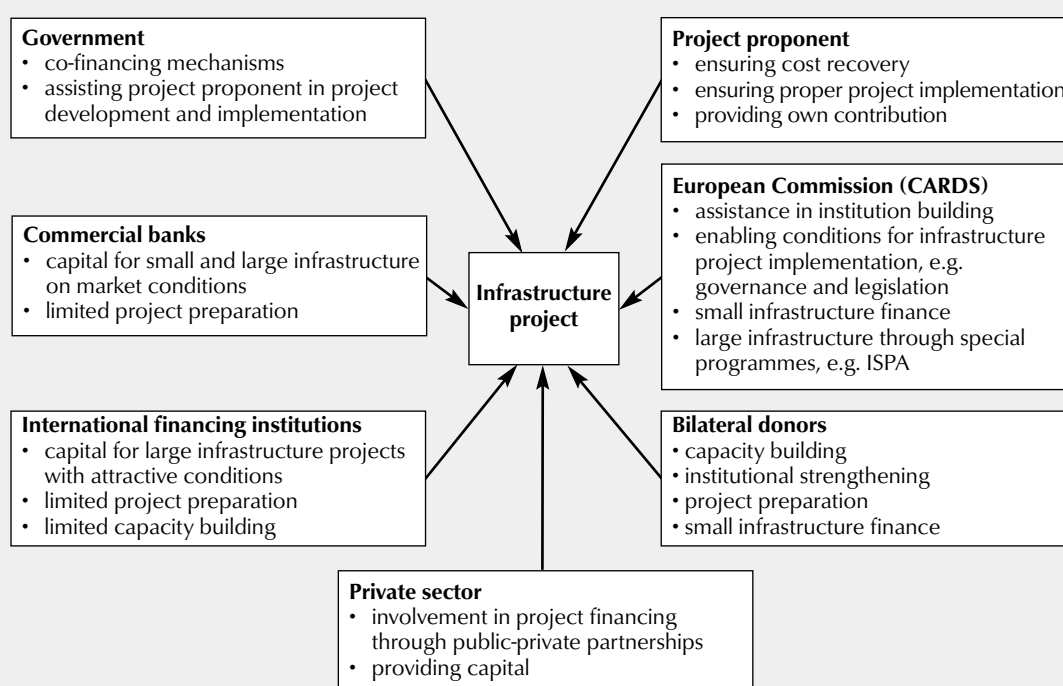 Government
• co-financing mechanisms
• assisting project proponent in project
development and implementation
Project proponent
• ensuring cost recovery
• ensuring proper project implementation
• providing own contribution
Commercial banks
• capital for small and large infrastructure
on market conditions
• limited project preparation
Infrastructure
project
European Commission (CARDS)
• assistance in institution building
• enabling conditions for infrastructure
project implementation, e.g.
governance and legislation
• small infrastructure finance
• large infrastructure through special
programmes, e.g. ISPA
International financing institutions
• capital for large infrastructure projects
with attractive conditions
• limited project preparation
• limited capacity building
Bilateral donors
• capacity building
• institutional strengthening
• project preparation
• small infrastructure finance
Private sector
• involvement in project financing
through public-private partnerships
• providing capital